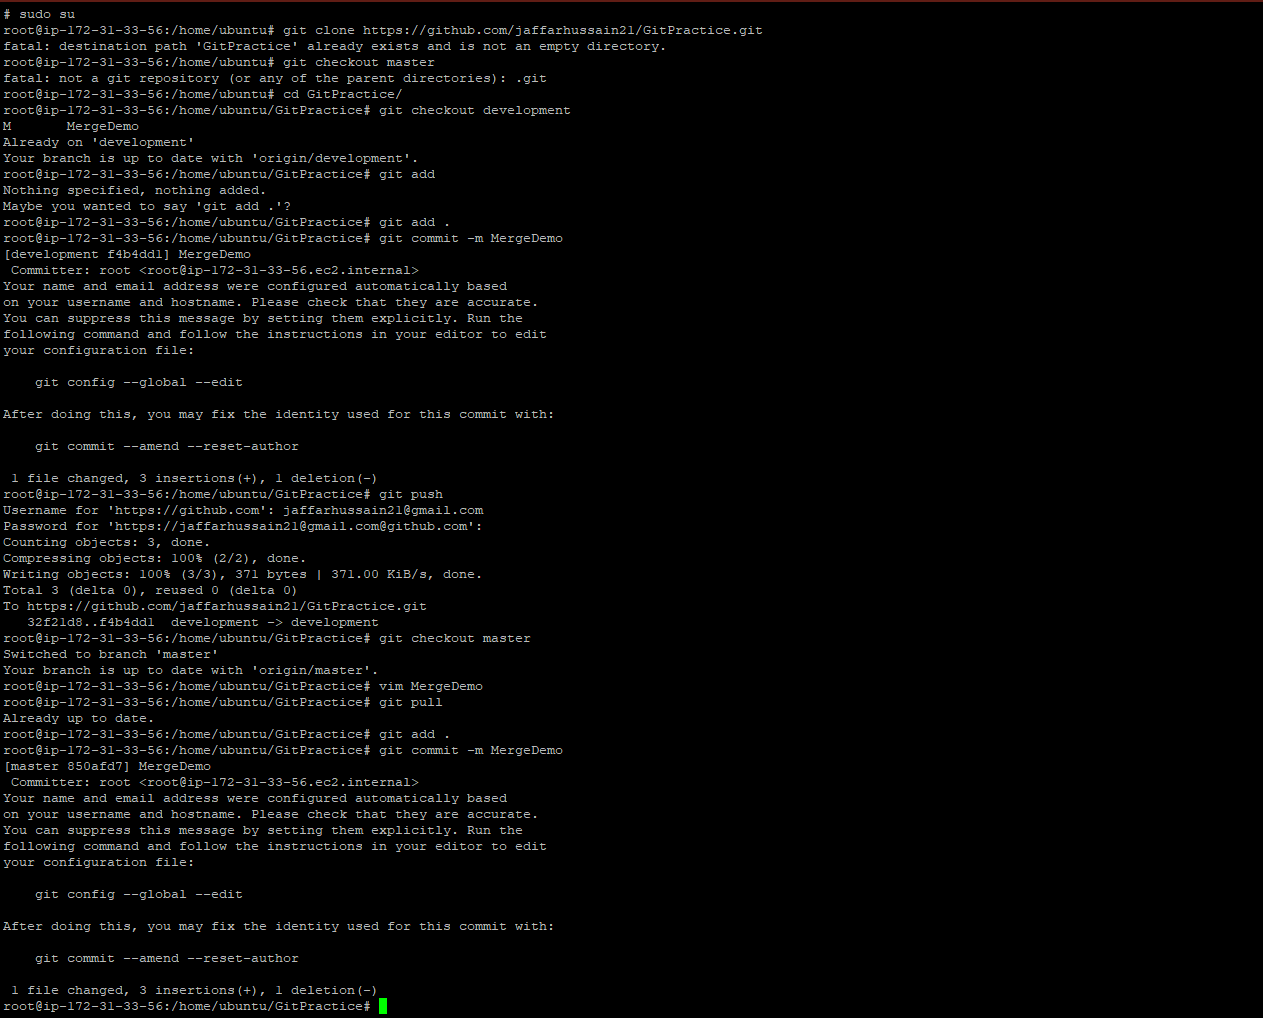 # sudo su
root@ip-172-31-33-56:/home/ubuntu# git clone https://github.com/jaffarhussain21/GitPractice.git
fatal: destination path 'GitPractice' already exists and is not an empty directory.
root@ip-172-31-33-56:/home/ubuntu# git checkout master
fatal: not a git repository (or any of the parent directories): .git
root@ip-172-31-33-56:/home/ubuntu# cd GitPractice/
root@ip-172-31-33-56:/home/ubuntu/GitPractice# git checkout development
M       MergeDemo
Already on 'development'
Your branch is up to date with 'origin/development'.
root@ip-172-31-33-56:/home/ubuntu/GitPractice# git add
Nothing specified, nothing added.
Maybe you wanted to say 'git add .'?
root@ip-172-31-33-56:/home/ubuntu/GitPractice# git add .
root@ip-172-31-33-56:/home/ubuntu/GitPractice# git commit -m MergeDemo
[development f4b4dd1] MergeDemo
 Committer: root <root@ip-172-31-33-56.ec2.internal>
Your name and email address were configured automatically based
on your username and hostname. Please check that they are accurate.
You can suppress this message by setting them explicitly. Run the
following command and follow the instructions in your editor to edit
your configuration file:

    git config --global --edit

After doing this, you may fix the identity used for this commit with:

    git commit --amend --reset-author

 1 file changed, 3 insertions(+), 1 deletion(-)
root@ip-172-31-33-56:/home/ubuntu/GitPractice# git push
Username for 'https://github.com': jaffarhussain21@gmail.com
Password for 'https://jaffarhussain21@gmail.com@github.com':
Counting objects: 3, done.
Compressing objects: 100% (2/2), done.
Writing objects: 100% (3/3), 371 bytes | 371.00 KiB/s, done.
Total 3 (delta 0), reused 0 (delta 0)
To https://github.com/jaffarhussain21/GitPractice.git
   32f21d8..f4b4dd1  development -> development
root@ip-172-31-33-56:/home/ubuntu/GitPractice# git checkout master
Switched to branch 'master'
Your branch is up to date with 'origin/master'.
root@ip-172-31-33-56:/home/ubuntu/GitPractice# vim MergeDemo
root@ip-172-31-33-56:/home/ubuntu/GitPractice# git pull
Already up to date.
root@ip-172-31-33-56:/home/ubuntu/GitPractice# git add .
root@ip-172-31-33-56:/home/ubuntu/GitPractice# git commit -m MergeDemo
[master 850afd7] MergeDemo
 Committer: root <root@ip-172-31-33-56.ec2.internal>
Your name and email address were configured automatically based
on your username and hostname. Please check that they are accurate.
You can suppress this message by setting them explicitly. Run the
following command and follow the instructions in your editor to edit
your configuration file:

    git config --global --edit

After doing this, you may fix the identity used for this commit with:

    git commit --amend --reset-author

 1 file changed, 3 insertions(+), 1 deletion(-)
root@ip-172-31-33-56:/home/ubuntu/GitPractice#